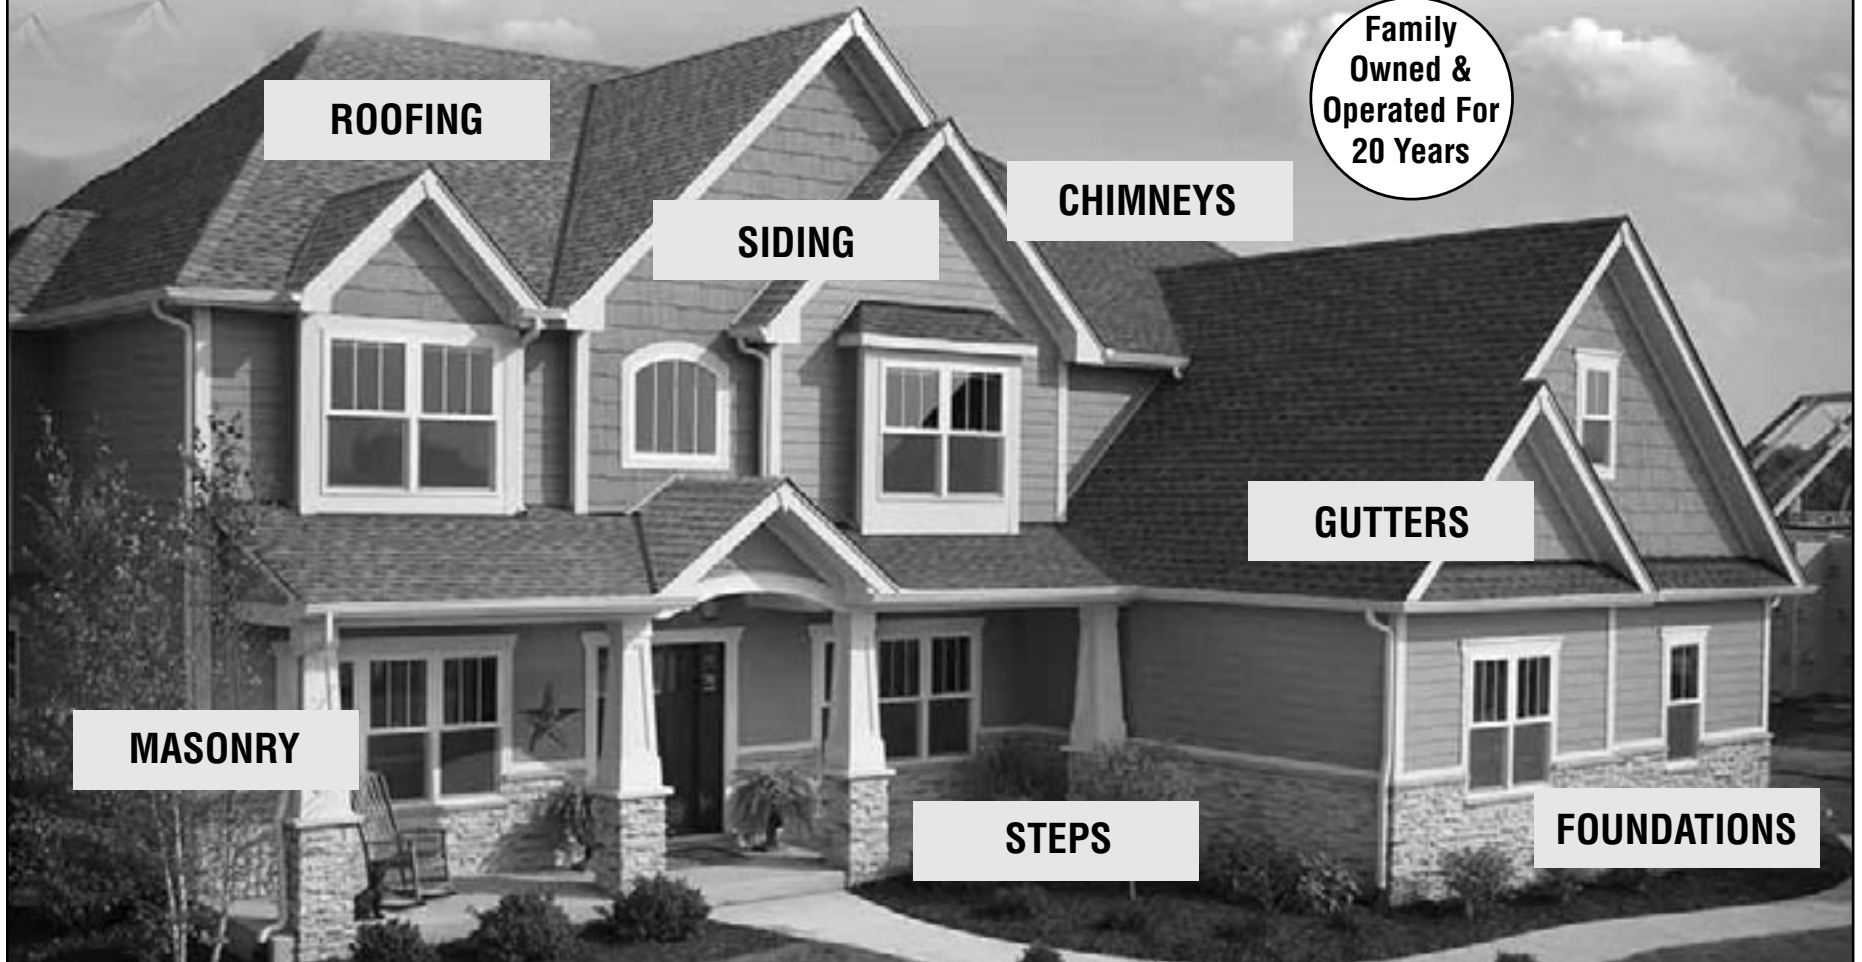 Family
Owned &
Operated For
20 Years
ROOFING
CHIMNEYS
SIDING
GUTTERS
MASONRY
STEPS
FOUNDATIONS